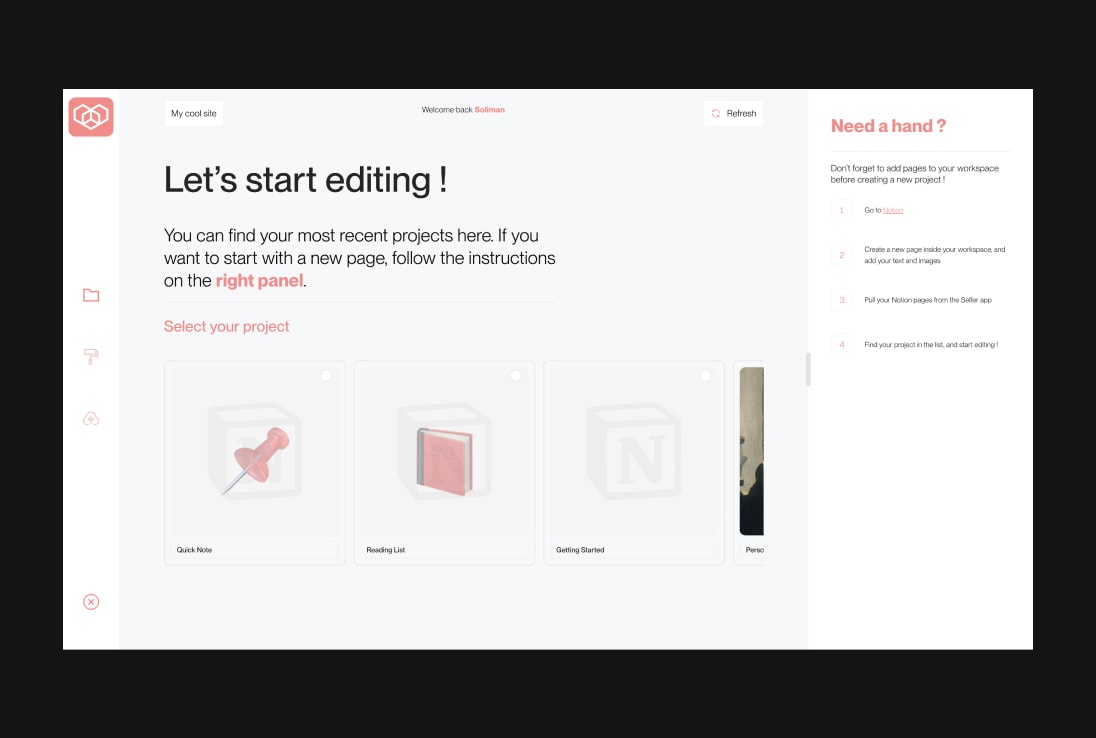 My cool site
Welcome back Soliman
Refresh
Let's start editing !
You can find your most recent projects here. If you
want to start with a new page, follow the instructions
on the right panel.
Select your project
N
N
N
Quick Note
Reading List
Getting Started
Perso
Need a hand ?
Don't forget to add pages to your workspace
before creating a new project !
1
Go to Notion
2
Create a new page inside your workspace, and
add your text and images
3
Pull your Notion pages from the Selfer app
4
Find your project in the list, and start editing !